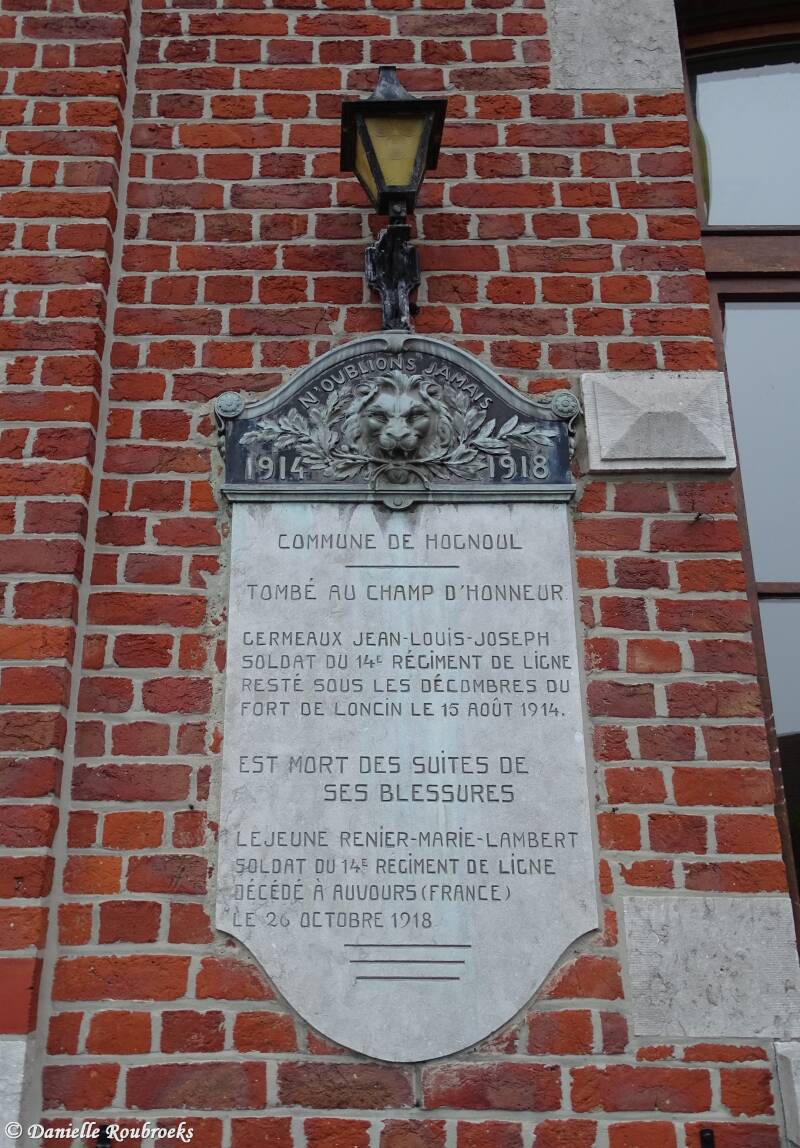 N'OUBLIONS JAMAIS
1914 1918
COMMUNE DE HOGNOUL
TOMBÉ AU CHAMP D'HONNEUR
GERMEAUX JEAN-LOUIS-JOSEPH
SOLDAT DU 14E RÉGIMENT DE LIGNE
RESTÉ SOUS LES DÉCOMBRES DU
FORT DE LONCIN LE 15 AOÛT 1914.
EST MORT DES SUITES DE
SES BLESSURES
LEJEUNE RENIER-MARIE-LAMBERT
SOLDAT DU 14E RÉGIMENT DE LIGNE
DÉCÉDÉ À AUVOURS (FRANCE)
LE 26 OCTOBRE 1918
© Danielle Roubroeks